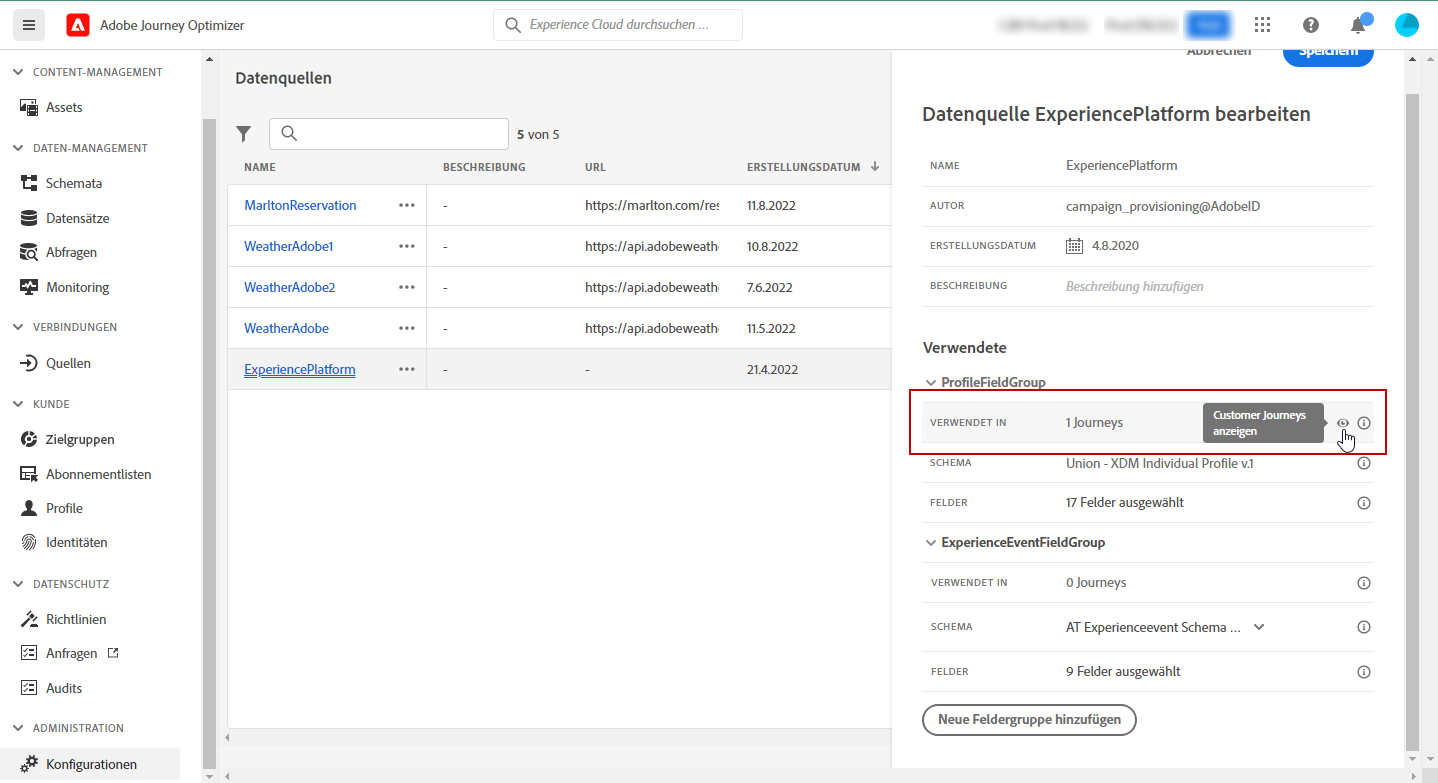 Adobe Journey Optimizer
Experience Cloud durchsuchen ...
CONTENT-MANAGEMENT
Assets
DATEN-MANAGEMENT
Schemata
Datensätze
Abfragen
Monitoring
VERBINDUNGEN
Quellen
KUNDE
Zielgruppen
Abonnementlisten
Profile
Identitäten
DATENSCHUTZ
Richtlinien
Anfragen
Audits
ADMINISTRATION
Konfigurationen
Datenquellen
5 von 5
NAME BESCHREIBUNG URL ERSTELLUNGSDATUM
MarltonReservation ••• - https://marlton.com/res 11.8.2022
WeatherAdobe1 ••• - https://api.adobeweathe 10.8.2022
WeatherAdobe2 ••• - https://api.adobeweathe 7.6.2022
WeatherAdobe ••• - https://api.adobeweathe 11.5.2022
ExperiencePlatform ••• - - 21.4.2022
Abbrechen Speichern
Datenquelle ExperiencePlatform bearbeiten
NAME ExperiencePlatform
AUTOR campaign_provisioning@AdobeID
ERSTELLUNGSDATUM 4.8.2020
BESCHREIBUNG Beschreibung hinzufügen
Verwendete
ProfileFieldGroup
VERWENDET IN 1 Journeys
Customer Journeys
anzeigen
SCHEMA Union - XDM Individual Profile v.1
FELDER 17 Felder ausgewählt
ExperienceEventFieldGroup
VERWENDET IN 0 Journeys
SCHEMA AT Experienceevent Schema ...
FELDER 9 Felder ausgewählt
Neue Feldergruppe hinzufügen